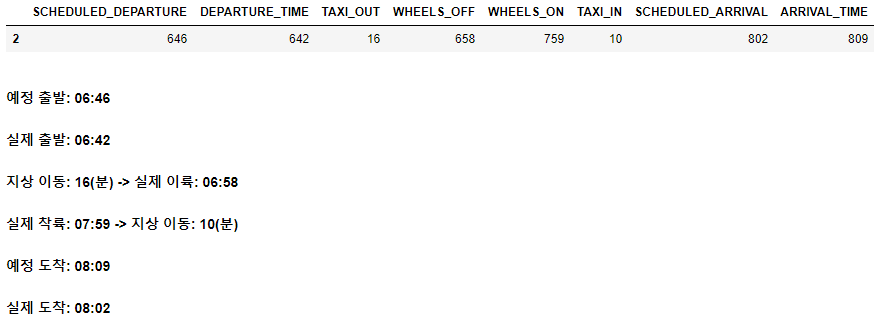 SCHEDULED_DEPARTURE DEPARTURE_TIME TAXI_OUT WHEELS_OFF WHEELS_ON TAXI_IN SCHEDULED_ARRIVAL ARRIVAL_TIME
2 646 642 16 658 759 10 802 809
예정 출발: 06:46
실제 출발: 06:42
지상 이동: 16(분) -> 실제 이륙: 06:58
실제 착륙: 07:59 -> 지상 이동: 10(분)
예정 도착: 08:09
실제 도착: 08:02